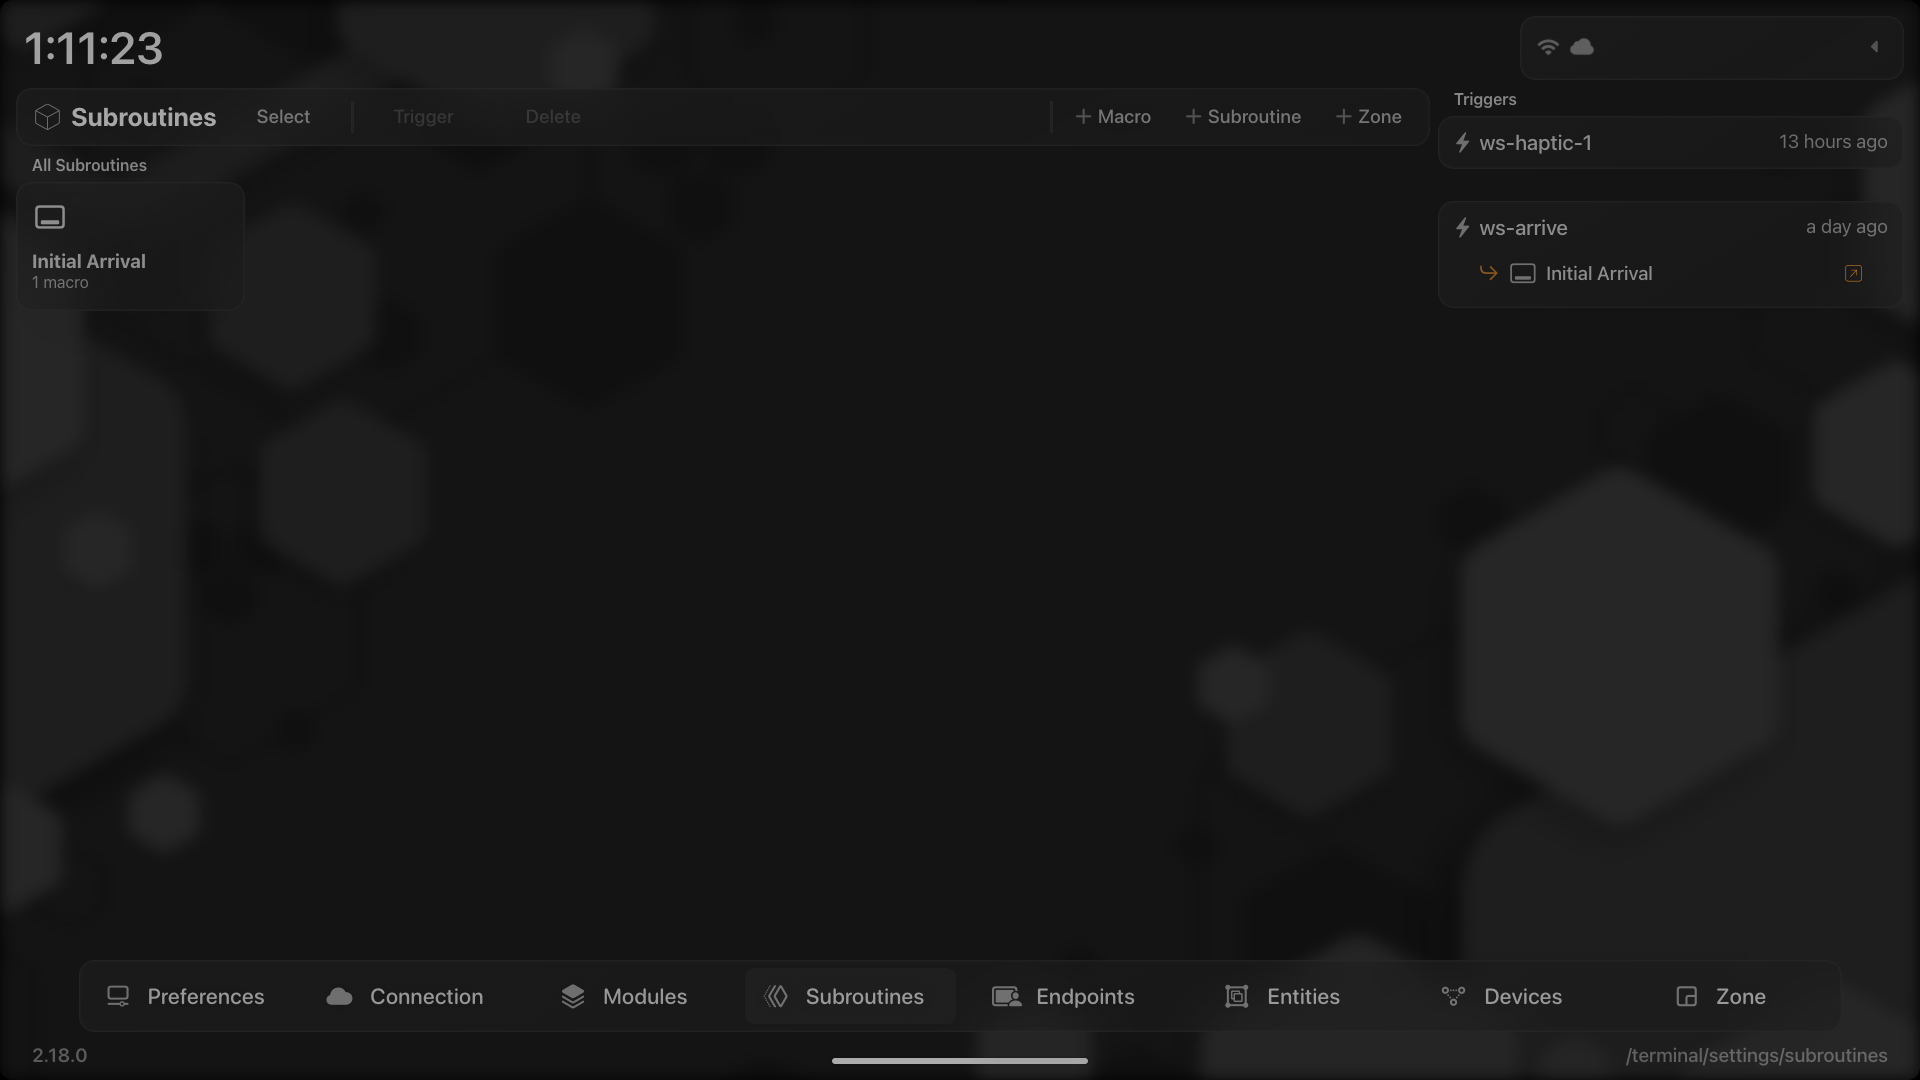 1:11:23
Subroutines Select Trigger Delete + Macro + Subroutine + Zone
All Subroutines
Initial Arrival
1 macro
Triggers
ws-haptic-1 13 hours ago
ws-arrive a day ago
Initial Arrival
Preferences Connection Modules Subroutines Endpoints Entities Devices Zone
2.18.0 /terminal/settings/subroutines